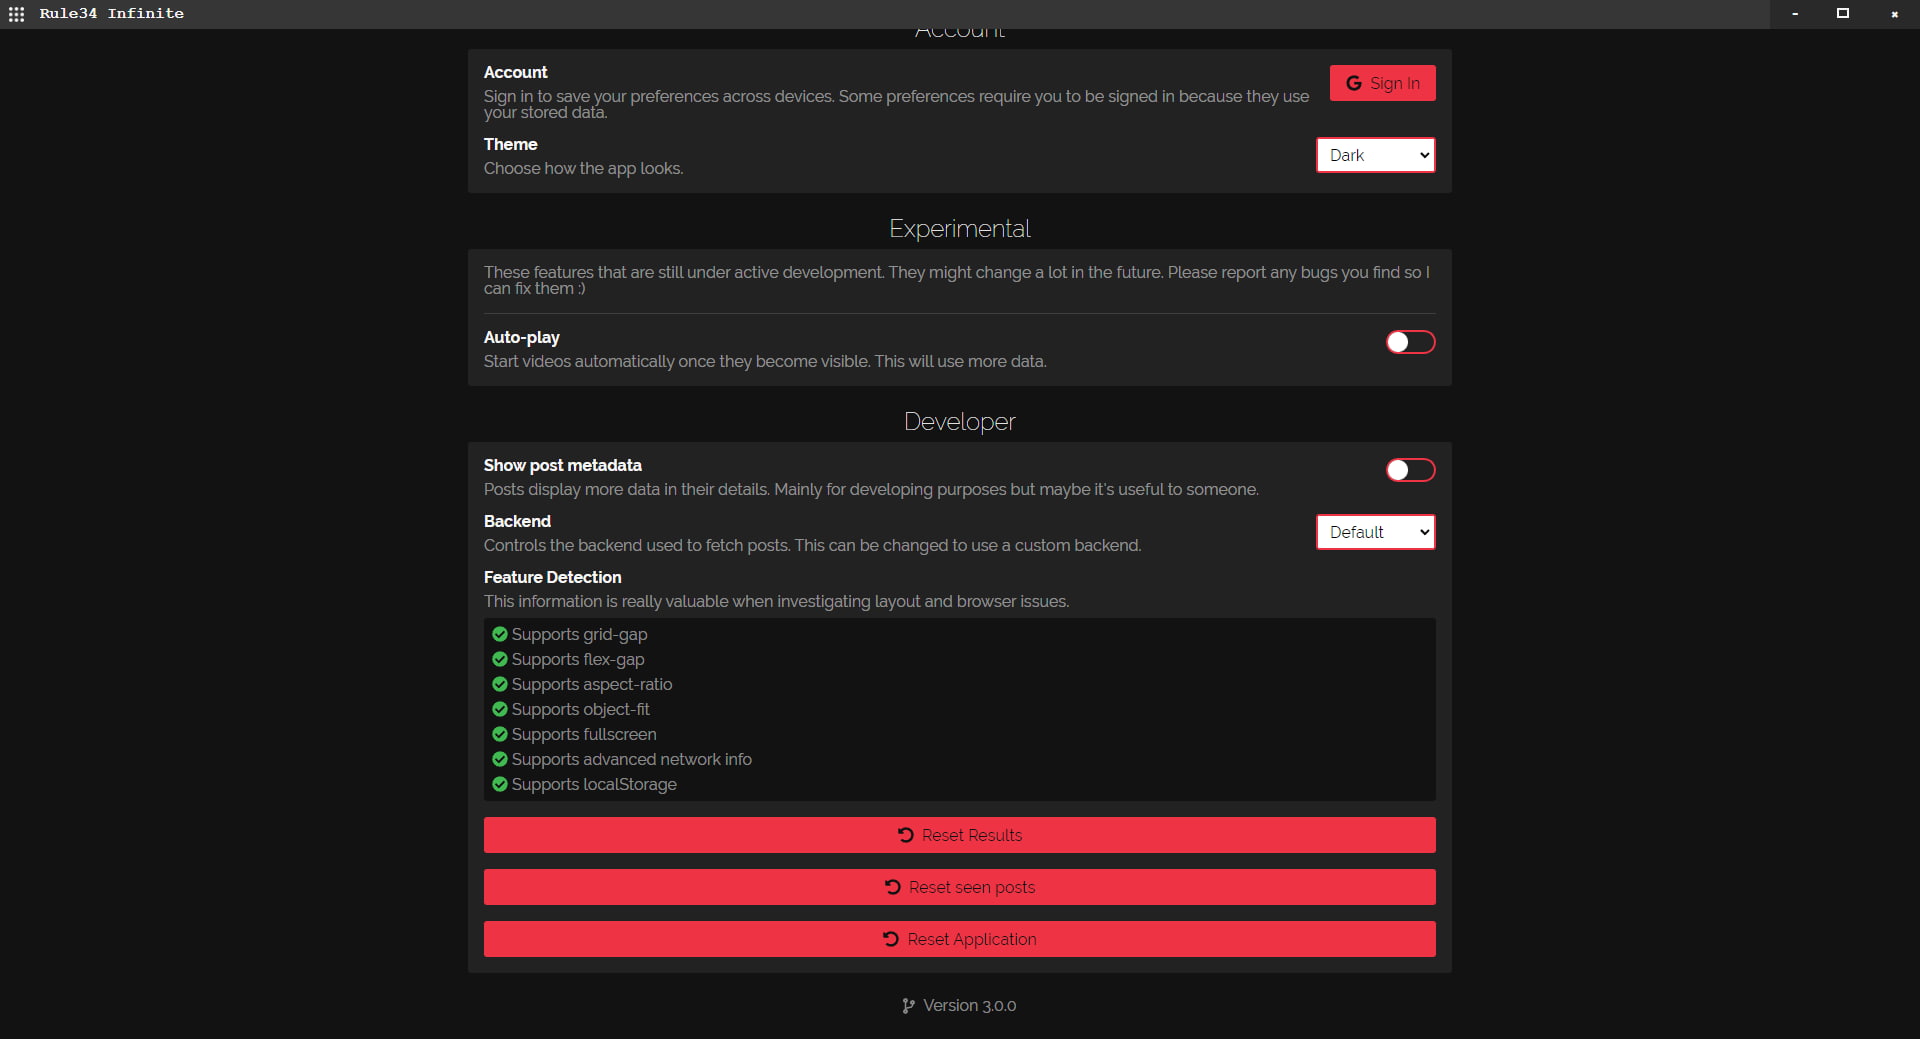 Rule34 Infinite
Account
Account
Sign In
Sign in to save your preferences across devices. Some preferences require you to be signed in because they use
your stored data.
Theme
Dark
Choose how the app looks.
Experimental
These features that are still under active development. They might change a lot in the future. Please report any bugs you find so I
can fix them :)
Auto-play
Start videos automatically once they become visible. This will use more data.
Developer
Show post metadata
Posts display more data in their details. Mainly for developing purposes but maybe it's useful to someone.
Backend
Default
Controls the backend used to fetch posts. This can be changed to use a custom backend.
Feature Detection
This information is really valuable when investigating layout and browser issues.
Supports grid-gap
Supports flex-gap
Supports aspect-ratio
Supports object-fit
Supports fullscreen
Supports advanced network info
Supports localStorage
Reset Results
Reset seen posts
Reset Application
Version 3.0.0